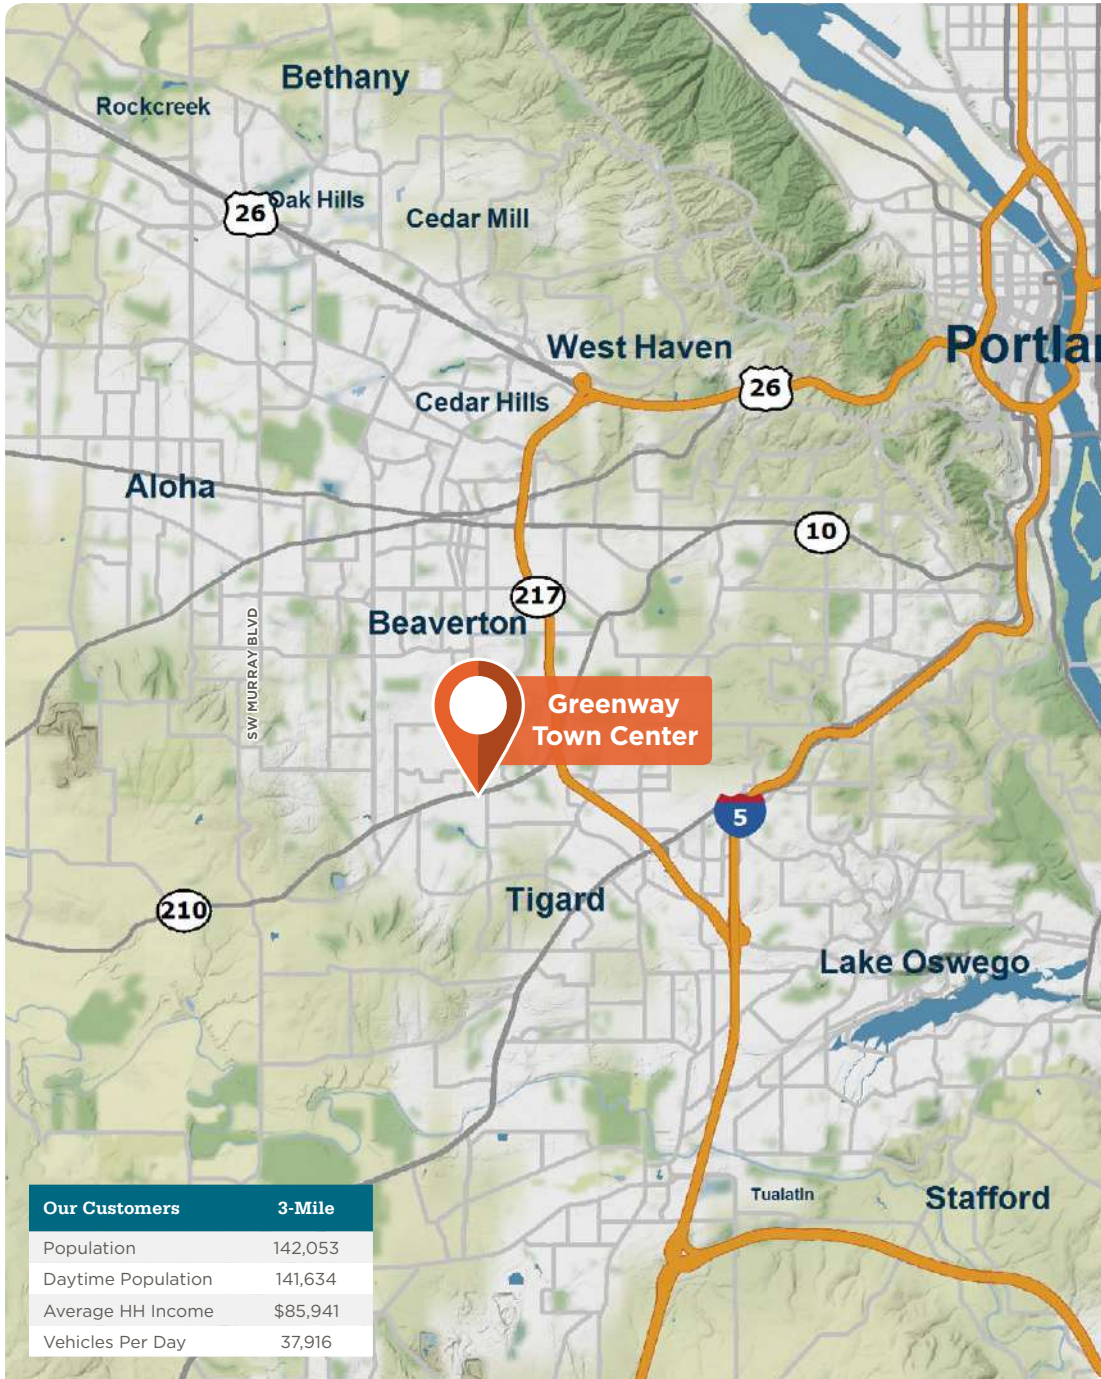 Bethany
Rockcreek
26
Oak Hills
Cedar Mill
West Haven
Portlan
26
Cedar Hills
Aloha
10
217
Beaverton
SW MURRAY BLVD
Greenway
Town Center
5
Tigard
210
Lake Oswego
Tualatin
Stafford
Our Customers 3-Mile
Population 142,053
Daytime Population 141,634
Average HH Income $85,941
Vehicles Per Day 37,916